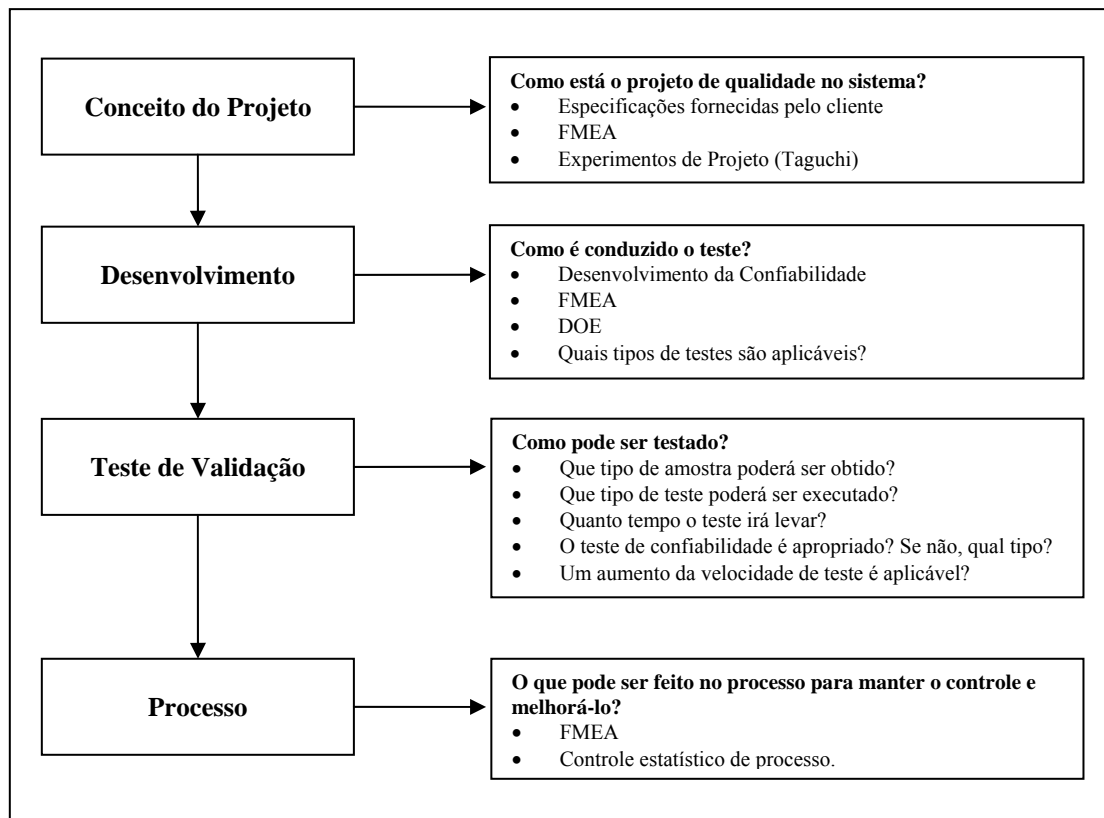 Conceito do Projeto
Como está o projeto de qualidade no sistema?
• Especificações fornecidas pelo cliente
• FMEA
• Experimentos de Projeto (Taguchi)
Desenvolvimento
Como é conduzido o teste?
• Desenvolvimento da Confiabilidade
• FMEA
• DOE
• Quais tipos de testes são aplicáveis?
Teste de Validação
Como pode ser testado?
• Que tipo de amostra poderá ser obtido?
• Que tipo de teste poderá ser executado?
• Quanto tempo o teste irá levar?
• O teste de confiabilidade é apropriado? Se não, qual tipo?
• Um aumento da velocidade de teste é aplicável?
Processo
O que pode ser feito no processo para manter o controle e
melhorá-lo?
• FMEA
• Controle estatístico de processo.